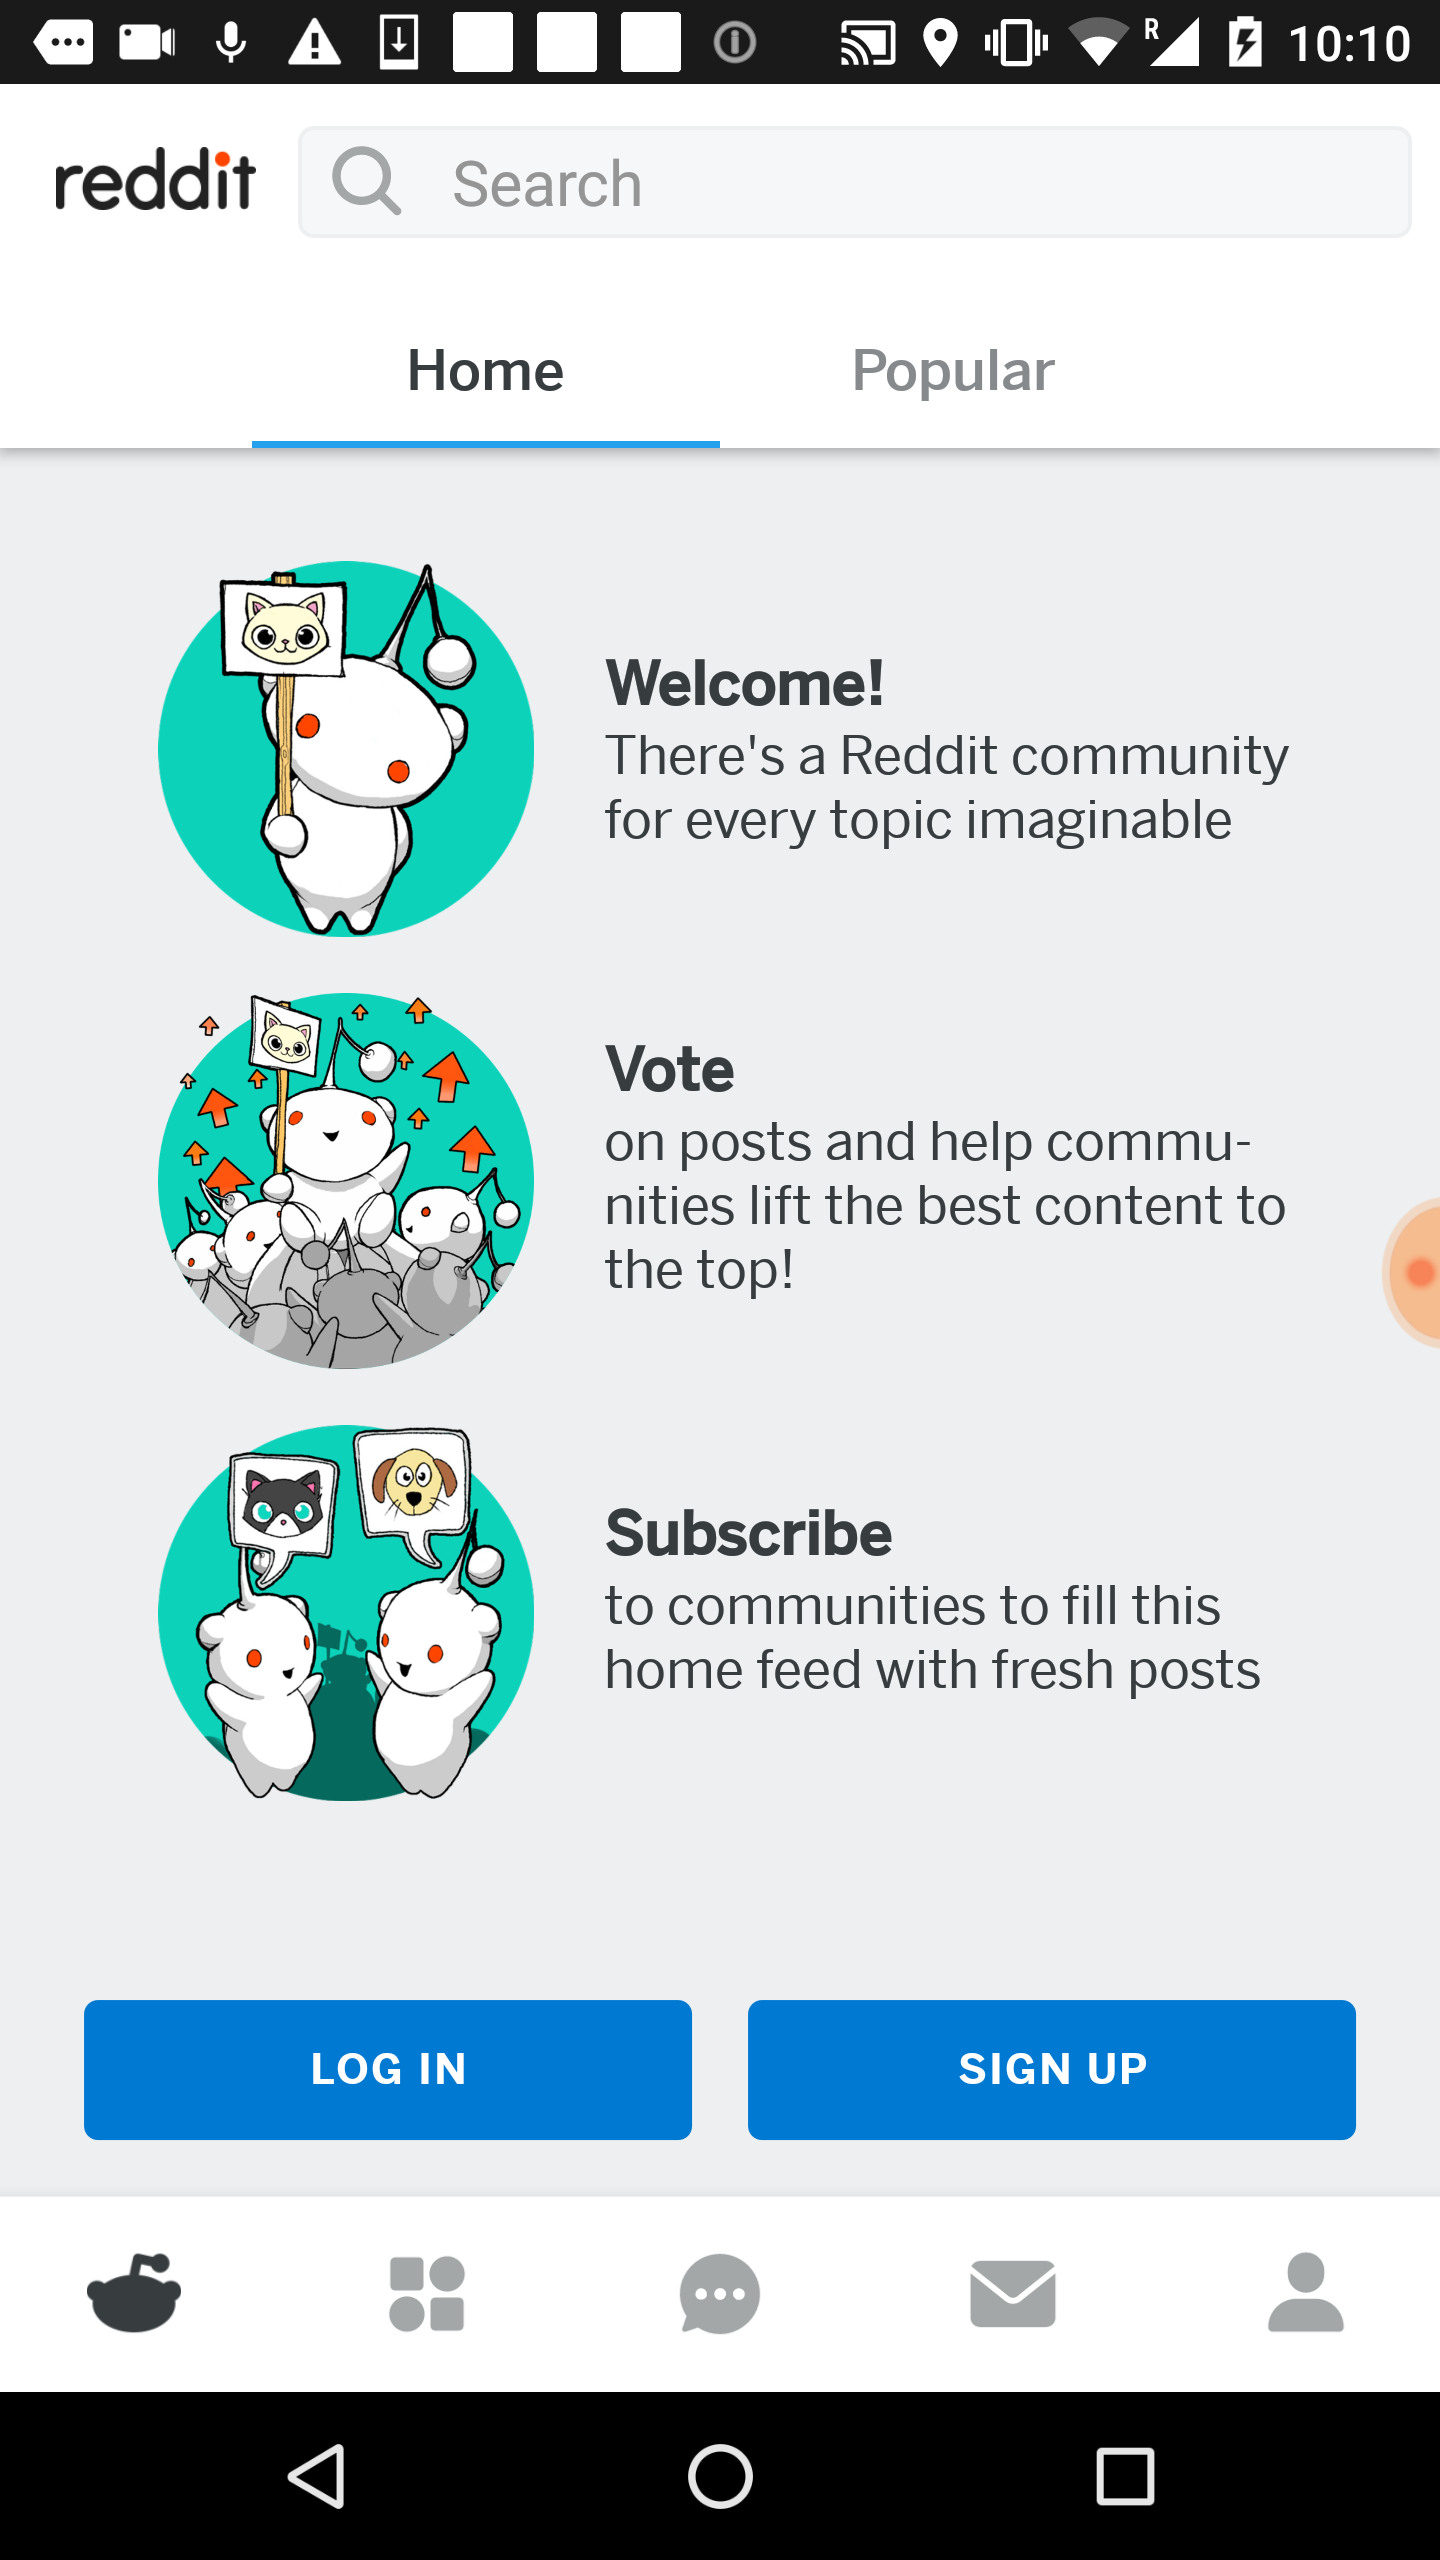 R 10:10
reddit Search
Home Popular
Welcome!
There's a Reddit community
for every topic imaginable
Vote
on posts and help commu-
nities lift the best content to
the top!
Subscribe
to communities to fill this
home feed with fresh posts
LOG IN SIGN UP